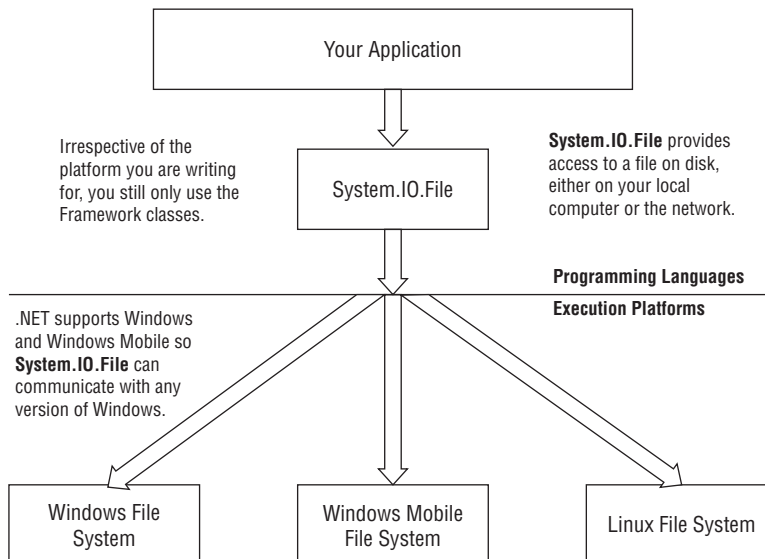 Your Application
Irrespective of the
platform you are writing
for, you still only use the
Framework classes.
System.IO.File
System.IO.File provides
access to a file on disk,
either on your local
computer or the network.
Programming Languages
Execution Platforms
.NET supports Windows
and Windows Mobile so
System.IO.File can
communicate with any
version of Windows.
Windows File
System
Windows Mobile
File System
Linux File System